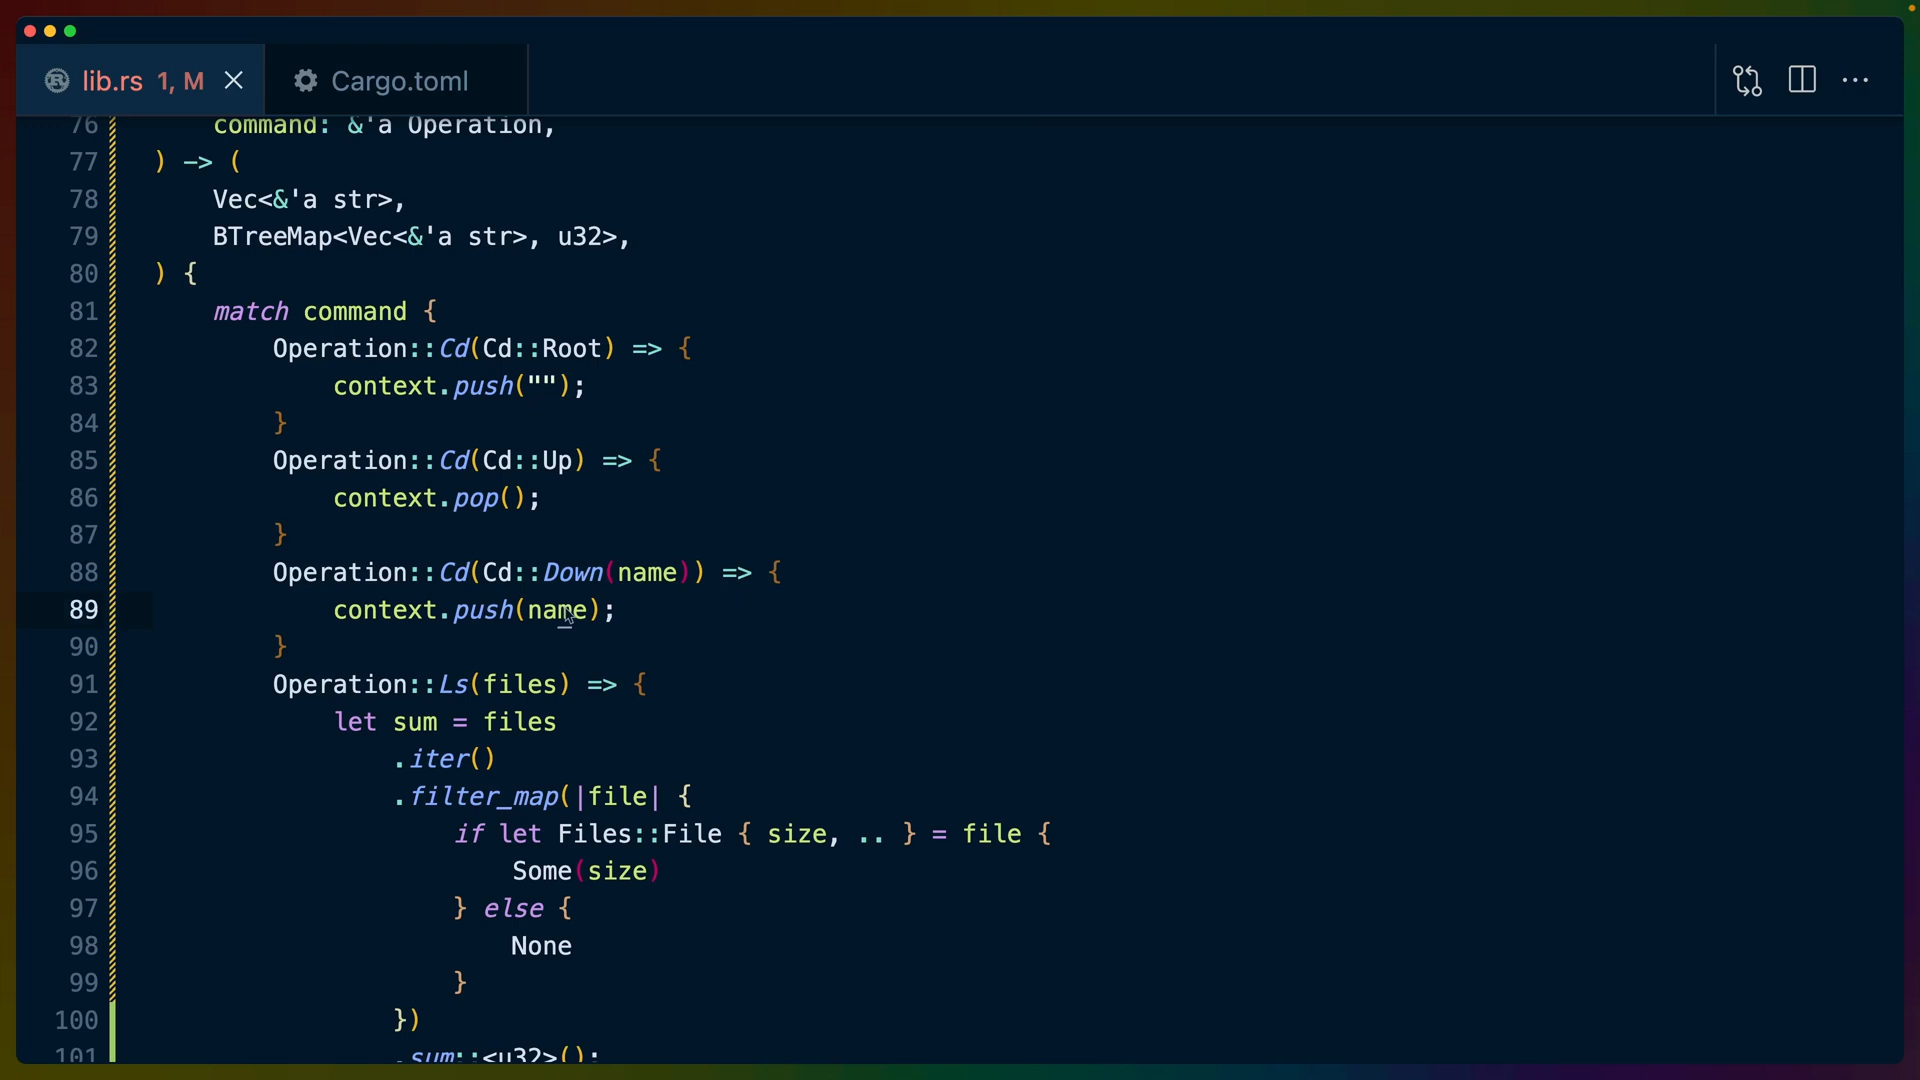 lib.rs 1, M
Cargo.toml
76 command: &'a Operation,
77 ) -> (
78 Vec<&'a str>,
79 BTreeMap<Vec<&'a str>, u32>,
80 ) {
81 match command {
82 Operation::Cd(Cd::Root) => {
83 context.push("");
84 }
85 Operation::Cd(Cd::Up) => {
86 context.pop();
87 }
88 Operation::Cd(Cd::Down(name)) => {
89 context.push(name);
90 }
91 Operation::Ls(files) => {
92 let sum = files
93 .iter()
94 .filter_map(|file| {
95 if let Files::File { size, .. } = file {
96 Some(size)
97 } else {
98 None
99 }
100 })
101 .sum::<u32>();